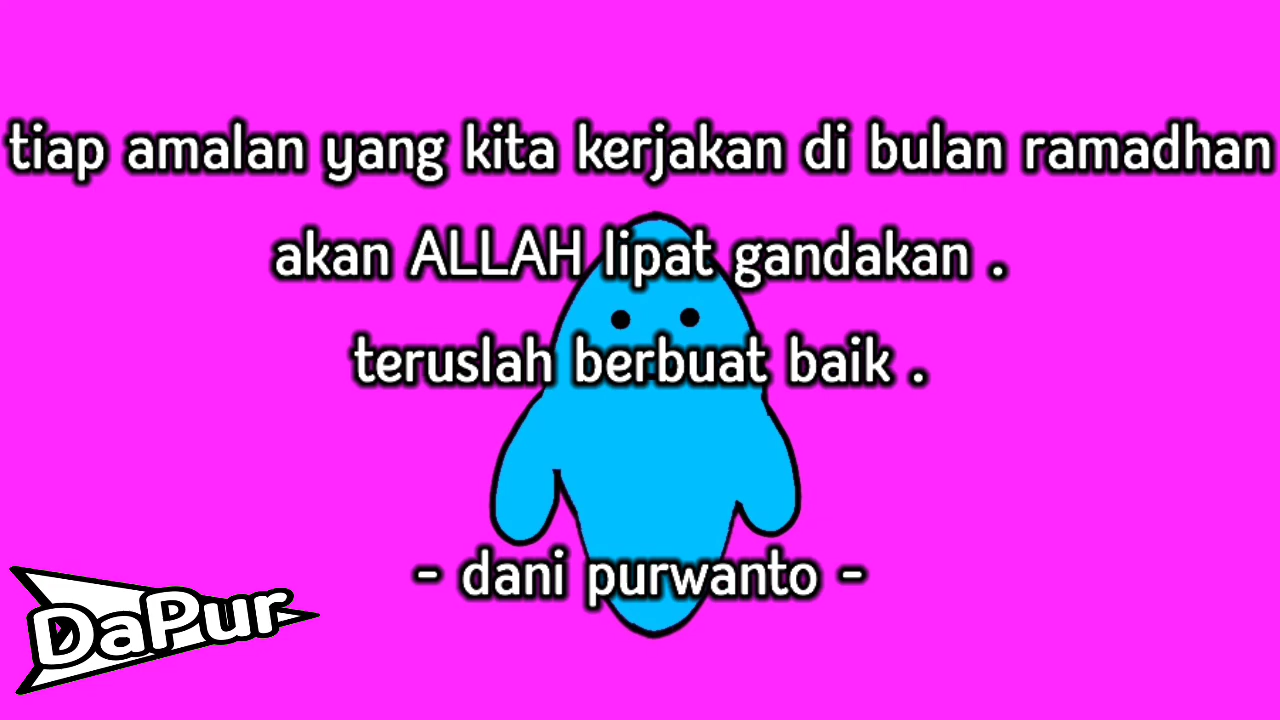 tiap amalan yang kita kerjakan di bulan ramadhan
akan ALLAH lipat gandakan .
teruslah berbuat baik .
- dani purwanto -
DaPur